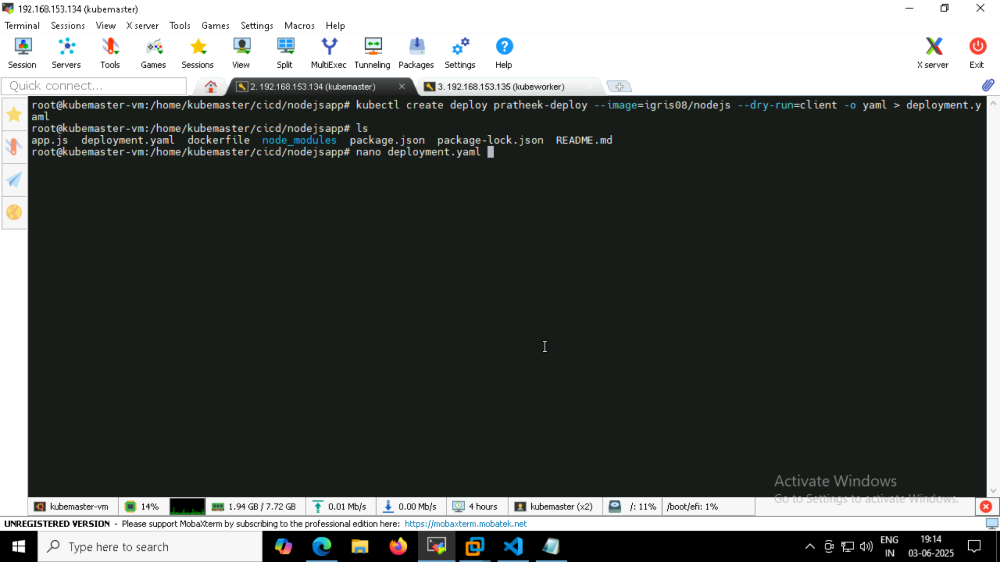 192.168.153.134 (kubemaster)
Terminal Sessions View X server Tools Games Settings Macros Help
Session Servers Tools Games Sessions View Split MultiExec Tunneling Packages Settings Help X server Exit
Quick connect... 2. 192.168.153.134 (kubemaster) 3. 192.168.153.135 (kubeworker)
root@kubemaster-vm:/home/kubemaster/cicd/nodejsapp# kubectl create deploy pratheek-deploy --image=igris08/nodejs --dry-run=client -o yaml > deployment.y
aml
root@kubemaster-vm:/home/kubemaster/cicd/nodejsapp# ls
app.js deployment.yaml dockerfile node_modules package.json package-lock.json README.md
root@kubemaster-vm:/home/kubemaster/cicd/nodejsapp# nano deployment.yaml
Activate Windows
Go to Settings to activate Windows.
kubemaster-vm 14% 1.94 GB / 7.72 GB 0.01 Mb/s 0.00 Mb/s 4 hours kubemaster (x2) /: 11% /boot/efi: 1%
UNREGISTERED VERSION - Please support MobaXterm by subscribing to the professional edition here: https://mobaxterm.mobatek.net
Type here to search
ENG
IN
19:14
03-06-2025